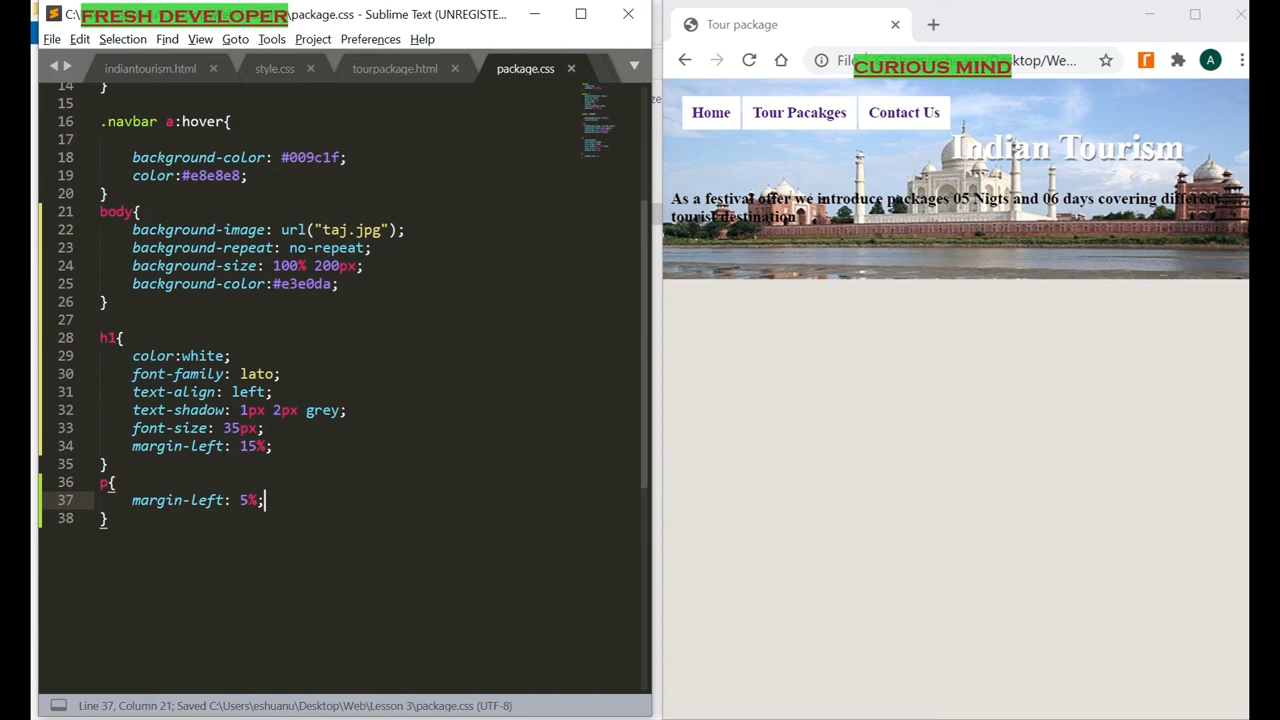 C:\
FRESH DEVELOPER
\package.css - Sublime Text (UNREGISTE...
File Edit Selection Find View Goto Tools Project Preferences Help
indiantourism.html style.css tourpackage.html package.css
14 }
15
16 .navbar a:hover{
17
18 background-color: #009c1f;
19 color:#e8e8e8;
20 }
21 body{
22 background-image: url("taj.jpg");
23 background-repeat: no-repeat;
24 background-size: 100% 200px;
25 background-color:#e3e0da;
26 }
27
28 h1{
29 color:white;
30 font-family: lato;
31 text-align: left;
32 text-shadow: 1px 2px grey;
33 font-size: 35px;
34 margin-left: 15%;
35 }
36 p{
37 margin-left: 5%;
38 }
Line 37, Column 21; Saved C:\Users\eshuanu\Desktop\Web\Lesson 3\package.css (UTF-8)
Tour package
File
/eshuanu/Desktop/We... A
CURIOUS MIND
Home Tour Pacakges Contact Us
Indian Tourism
As a festival offer we introduce packages 05 Nigts and 06 days covering different
tourist destination